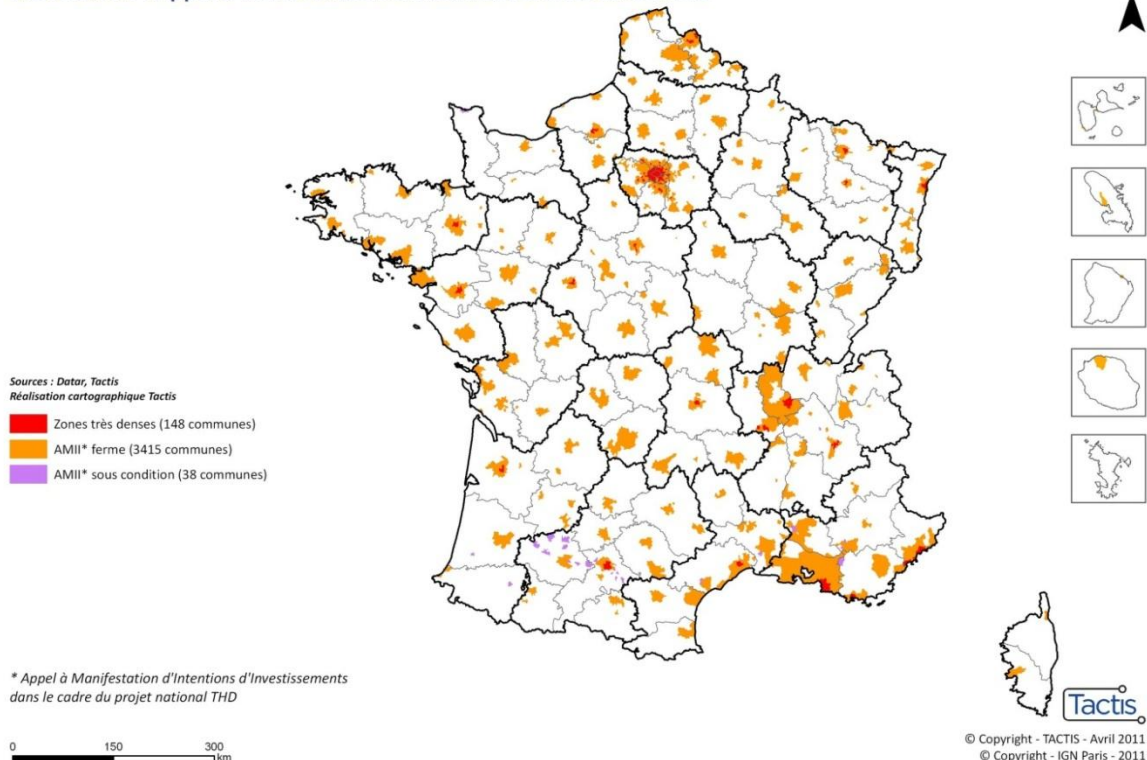 Sources : Datar, Tactis
Réalisation cartographique Tactis
Zones très denses (148 communes)
AMII* ferme (3415 communes)
AMII* sous condition (38 communes)
* Appel à Manifestation d'Intentions d'Investissements
dans le cadre du projet national THD
0 150 300
km
Tactis
© Copyright - TACTIS - Avril 2011
© Copyright - IGN Paris - 2011